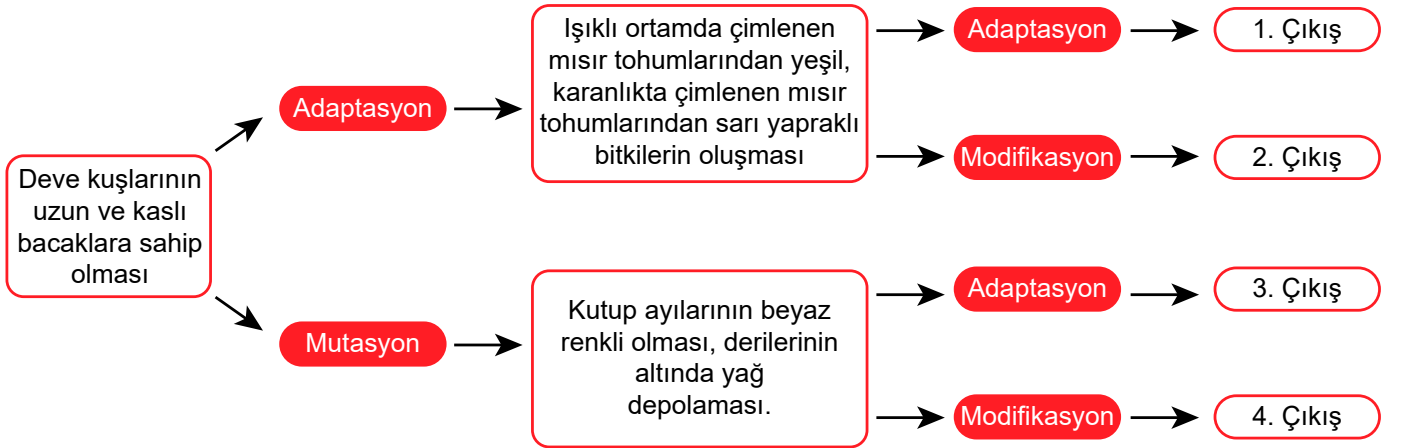 Deve kuşlarının
uzun ve kaslı
bacaklara sahip
olması
Adaptasyon
Mutasyon
Işıklı ortamda çimlenen
mısır tohumlarından yeşil,
karanlıkta çimlenen mısır
tohumlarından sarı yapraklı
bitkilerin oluşması
Kutup ayılarının beyaz
renkli olması, derilerinin
altında yağ
depolaması.
Adaptasyon
1. Çıkış
Modifikasyon
2. Çıkış
Adaptasyon
3. Çıkış
Modifikasyon
4. Çıkış